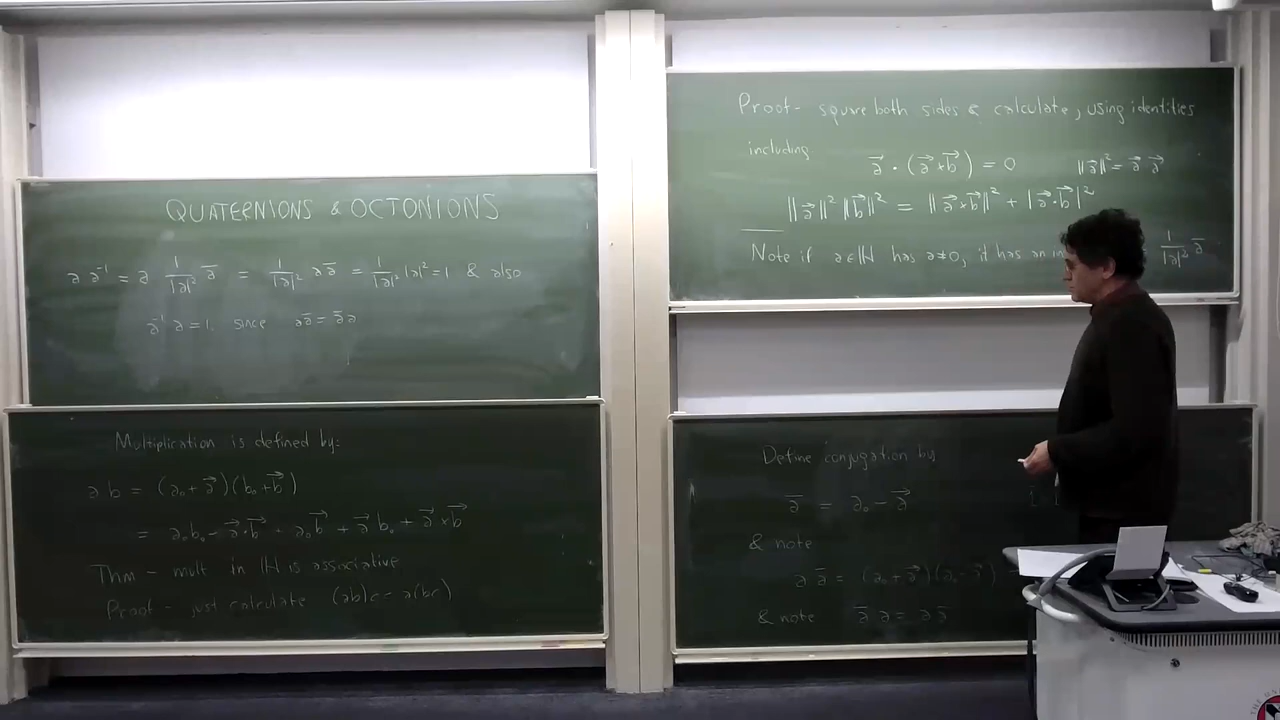 QUATERNIONS & OCTONIONS
a a⁻¹ = a 1/|a|² ā = 1/|a|² a ā = 1/|a|² |a|² = 1 & also
a⁻¹ a = 1, since a ā = ā a
Multiplication is defined by:
a b = (a₀ + a⃗)(b₀ + b⃗)
= a₀b₀ - a⃗·b⃗ + a₀b⃗ + a⃗ b₀ + a⃗ × b⃗
Thm - mult in ℍ is associative
Proof - just calculate (ab)c = a(bc)
Proof - square both sides & calculate, using identities
including a⃗ · (a⃗ × b⃗) = 0 ||a⃗||² = a⃗·a⃗
||a⃗||² ||b⃗||² = ||a⃗ × b⃗||² + |a⃗·b⃗|²
Note if a ∈ ℍ has a ≠ 0, it has an 1/|a|² ā
Define conjugation by
ā = a₀ - a⃗
& note
a ā = (a₀ + a⃗)(a₀ - a⃗)
& note ā a = a ā